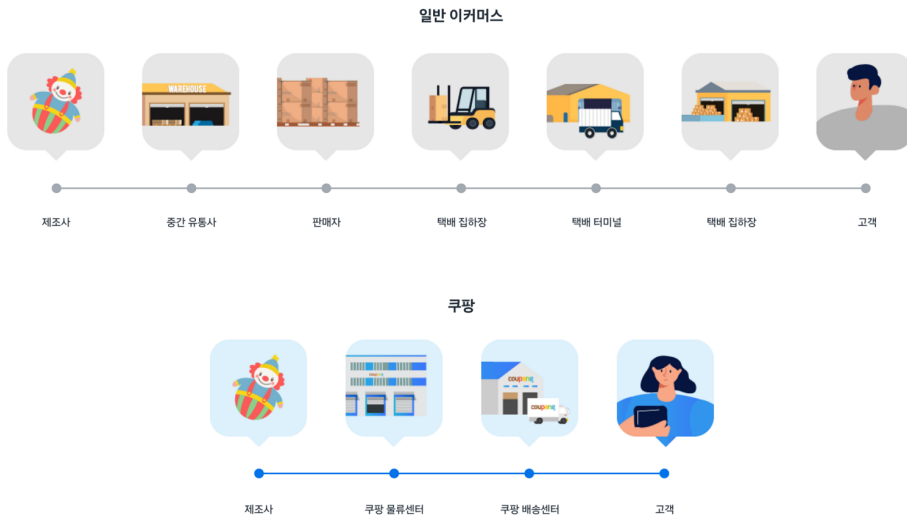 일반 이커머스
WAREHOUSE
제조사
중간 유통사
판매자
택배 집하장
택배 터미널
택배 집하장
고객
쿠팡
coupang
coupang
coupang
제조사
쿠팡 물류센터
쿠팡 배송센터
고객